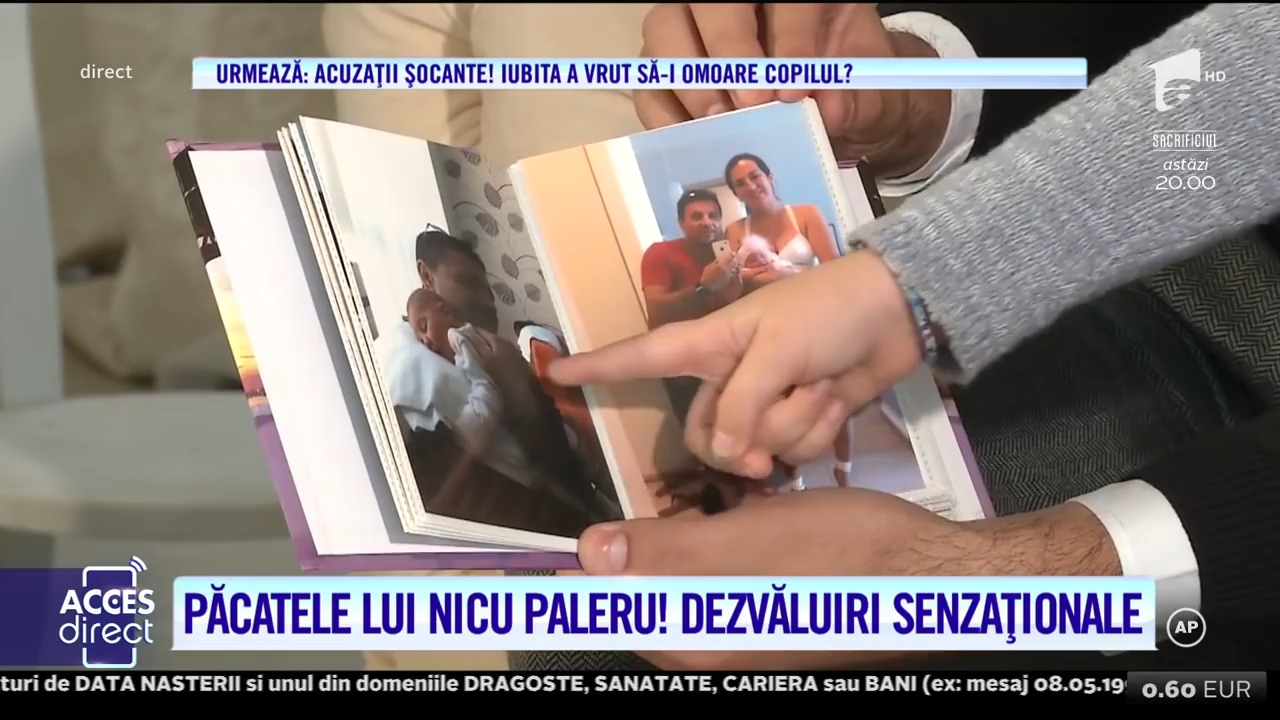 direct
URMEAZĂ: ACUZAŢII ŞOCANTE! IUBITA A VRUT SĂ-I OMOARE COPILUL?
HD
SACRIFICIUL
astăzi
20.00
ACCES
direct
PĂCATELE LUI NICU PALERU! DEZVĂLUIRI SENZAŢIONALE
AP
turi de DATA NASTERII si unul din domeniile DRAGOSTE, SANATATE, CARIERA sau BANI (ex: mesaj 08.05.19
0.60 EUR